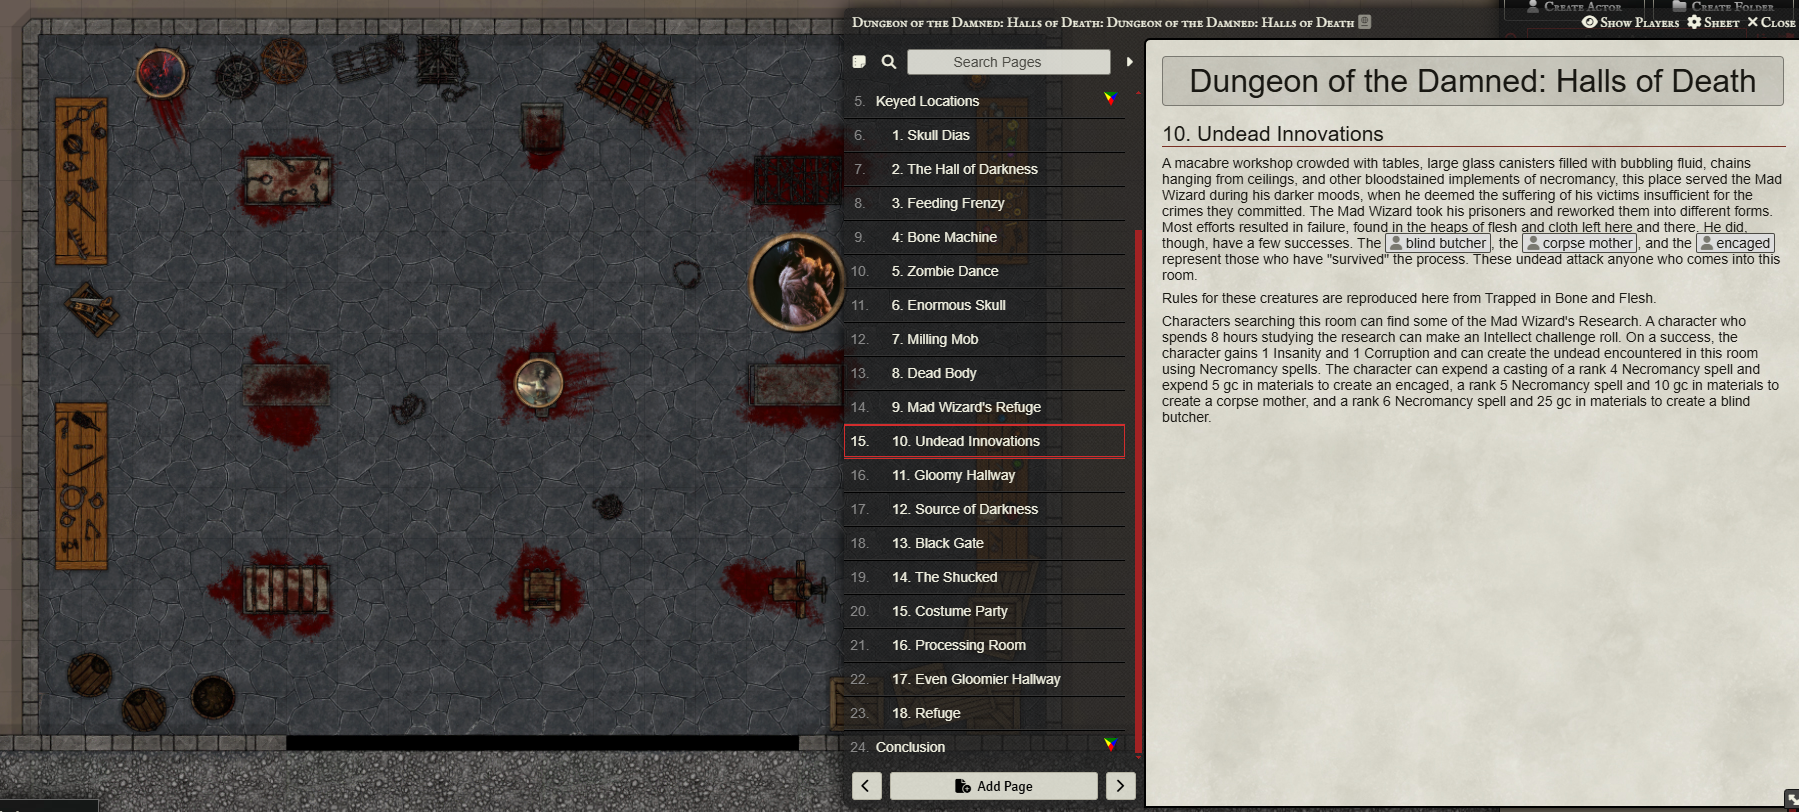 Create Actor
Create Folder
Dungeon of the Damned: Halls of Death: Dungeon of the Damned: Halls of Death
Show Players
Sheet
Close
Search Pages
5. Keyed Locations
6. 1. Skull Dias
7. 2. The Hall of Darkness
8. 3. Feeding Frenzy
9. 4: Bone Machine
10. 5. Zombie Dance
11. 6. Enormous Skull
12. 7. Milling Mob
13. 8. Dead Body
14. 9. Mad Wizard's Refuge
15. 10. Undead Innovations
16. 11. Gloomy Hallway
17. 12. Source of Darkness
18. 13. Black Gate
19. 14. The Shucked
20. 15. Costume Party
21. 16. Processing Room
22. 17. Even Gloomier Hallway
23. 18. Refuge
24. Conclusion
Add Page
Dungeon of the Damned: Halls of Death
10. Undead Innovations
A macabre workshop crowded with tables, large glass canisters filled with bubbling fluid, chains
hanging from ceilings, and other bloodstained implements of necromancy, this place served the Mad
Wizard during his darker moods, when he deemed the suffering of his victims insufficient for the
crimes they committed. The Mad Wizard took his prisoners and reworked them into different forms.
Most efforts resulted in failure, found in the heaps of flesh and cloth left here and there. He did,
though, have a few successes. The blind butcher, the corpse mother, and the encaged
represent those who have "survived" the process. These undead attack anyone who comes into this
room.
Rules for these creatures are reproduced here from Trapped in Bone and Flesh.
Characters searching this room can find some of the Mad Wizard's Research. A character who
spends 8 hours studying the research can make an Intellect challenge roll. On a success, the
character gains 1 Insanity and 1 Corruption and can create the undead encountered in this room
using Necromancy spells. The character can expend a casting of a rank 4 Necromancy spell and
expend 5 gc in materials to create an encaged, a rank 5 Necromancy spell and 10 gc in materials to
create a corpse mother, and a rank 6 Necromancy spell and 25 gc in materials to create a blind
butcher.